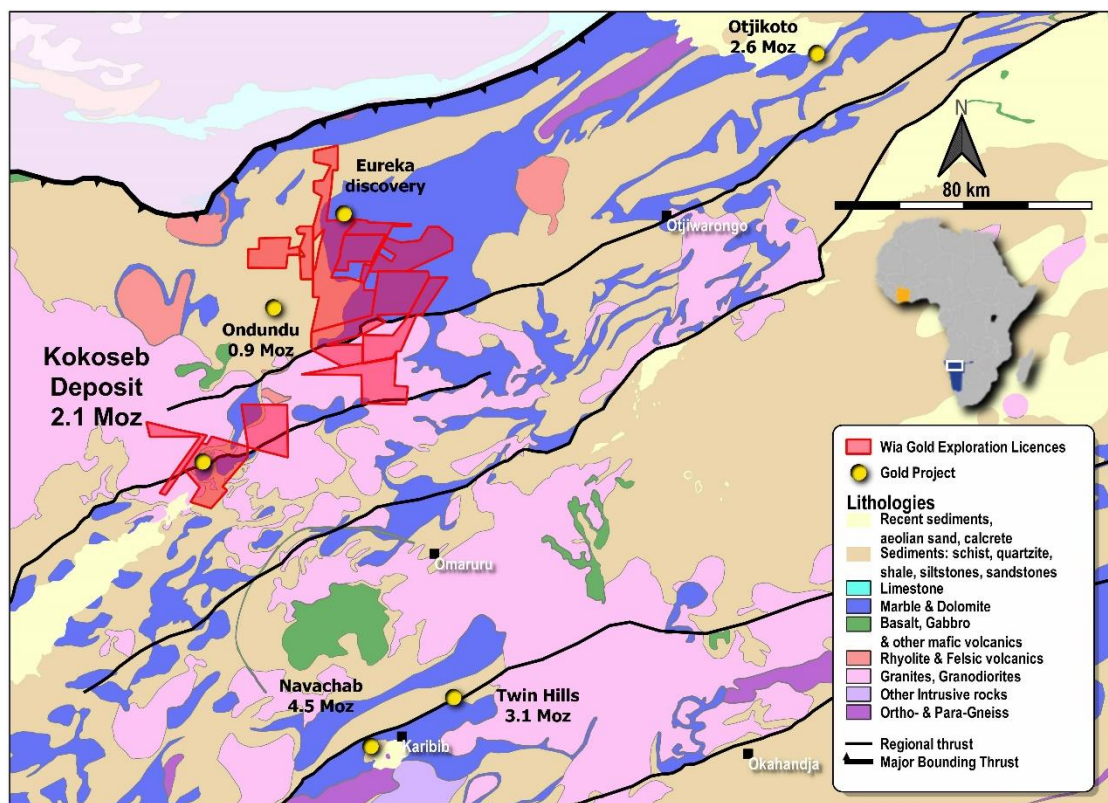 Otjikoto
2.6 Moz
N
80 km
Eureka
discovery
Otjiwarongo
Ondundu
0.9 Moz
Kokoseb
Deposit
2.1 Moz
Omaruru
Navachab
4.5 Moz
Twin Hills
3.1 Moz
Karibib
Okahandja
Wia Gold Exploration Licences
Gold Project
Lithologies
Recent sediments,
aeolian sand, calcrete
Sediments: schist, quartzite,
shale, siltstones, sandstones
Limestone
Marble & Dolomite
Basalt, Gabbro
& other mafic volcanics
Rhyolite & Felsic volcanics
Granites, Granodiorites
Other Intrusive rocks
Ortho- & Para-Gneiss
Regional thrust
Major Bounding Thrust